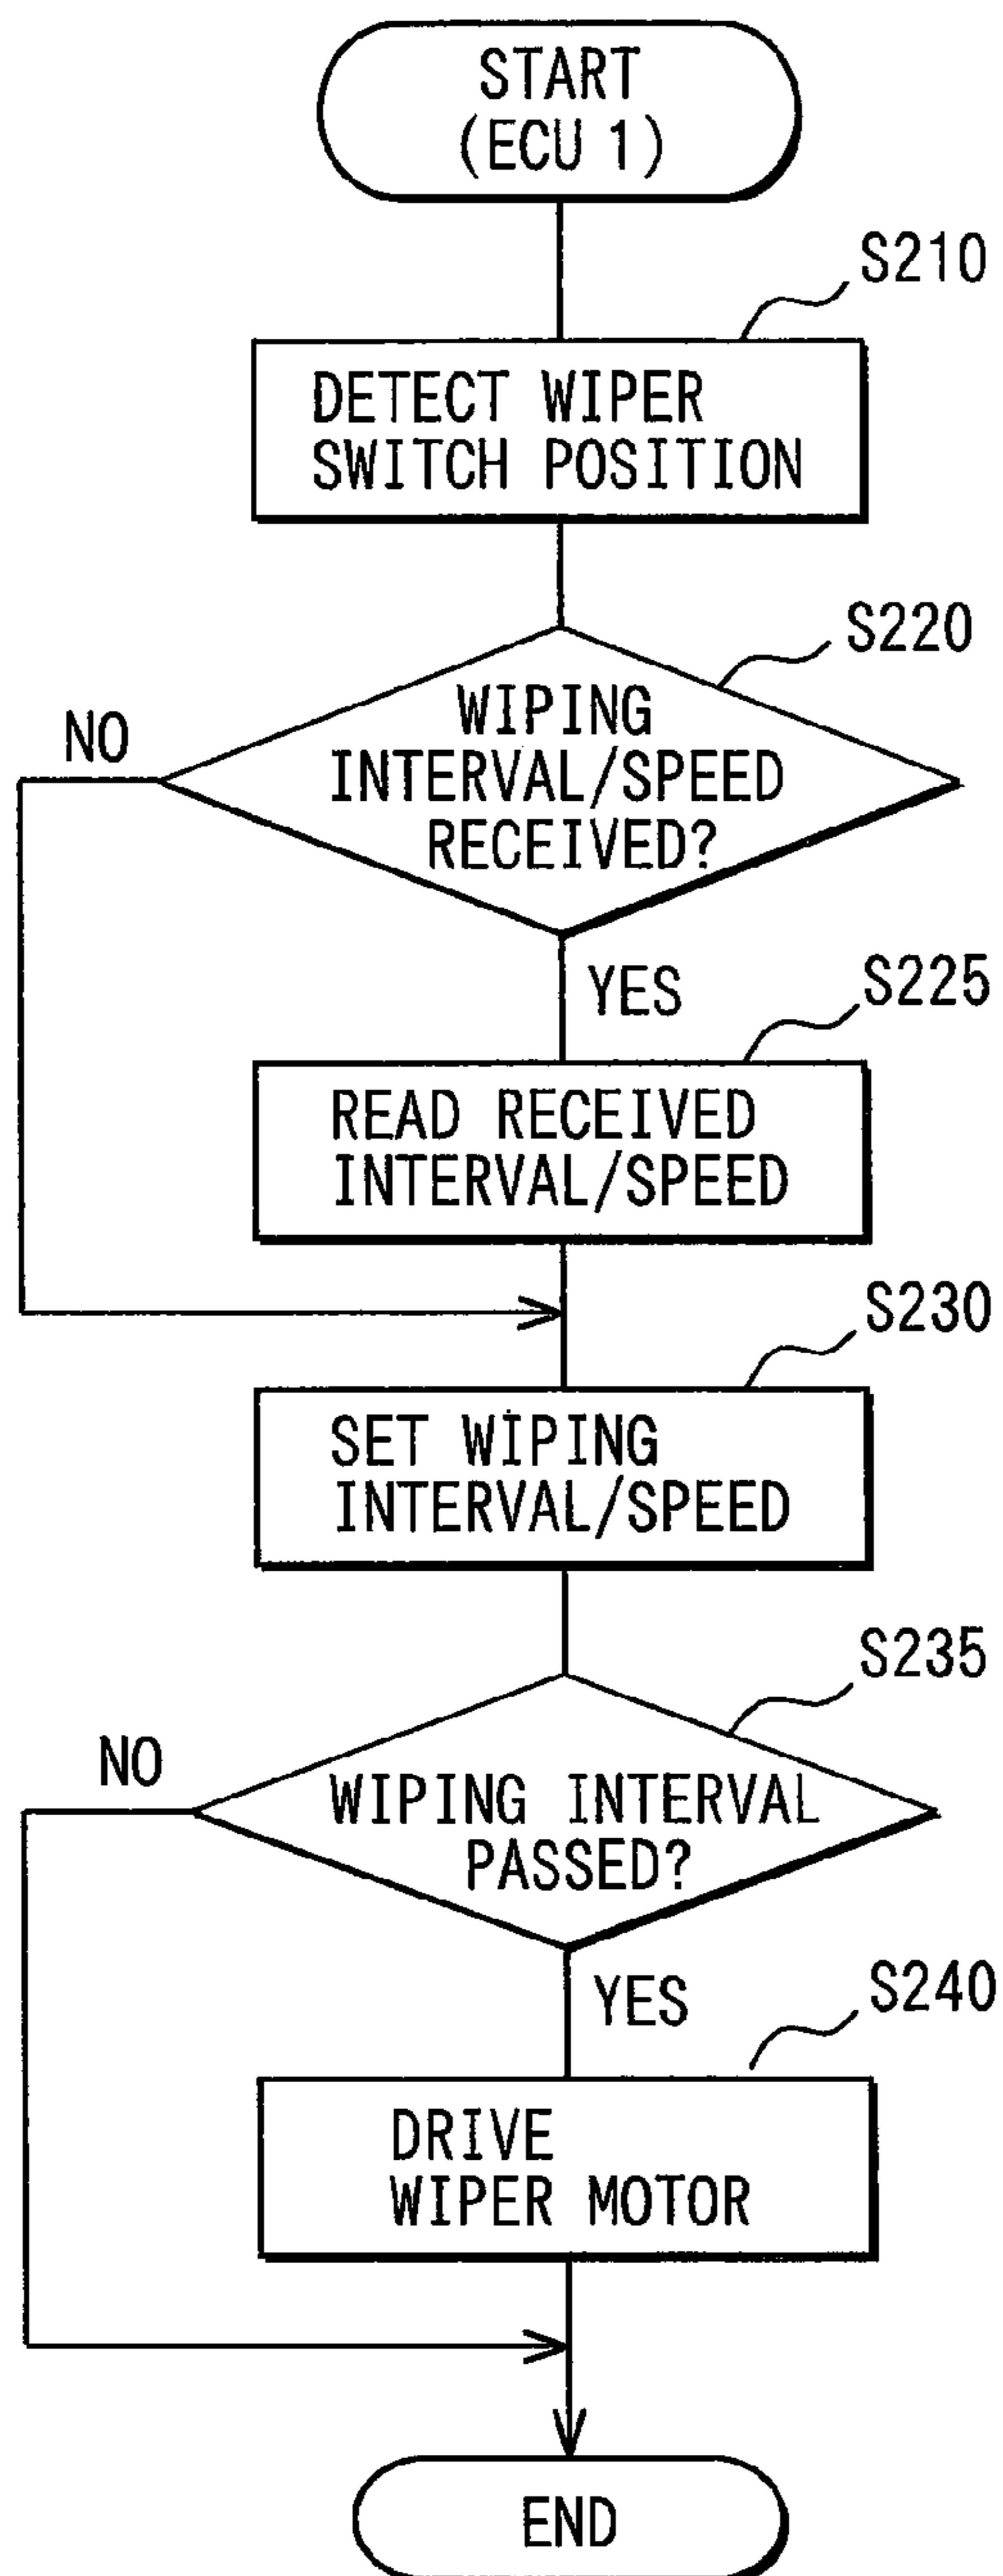 START
(ECU 1)
S210
DETECT WIPER
SWITCH POSITION
S220
NO
WIPING
INTERVAL/SPEED
RECEIVED?
YES
S225
READ RECEIVED
INTERVAL/SPEED
S230
SET WIPING
INTERVAL/SPEED
S235
NO
WIPING INTERVAL
PASSED?
YES
S240
DRIVE
WIPER MOTOR
END